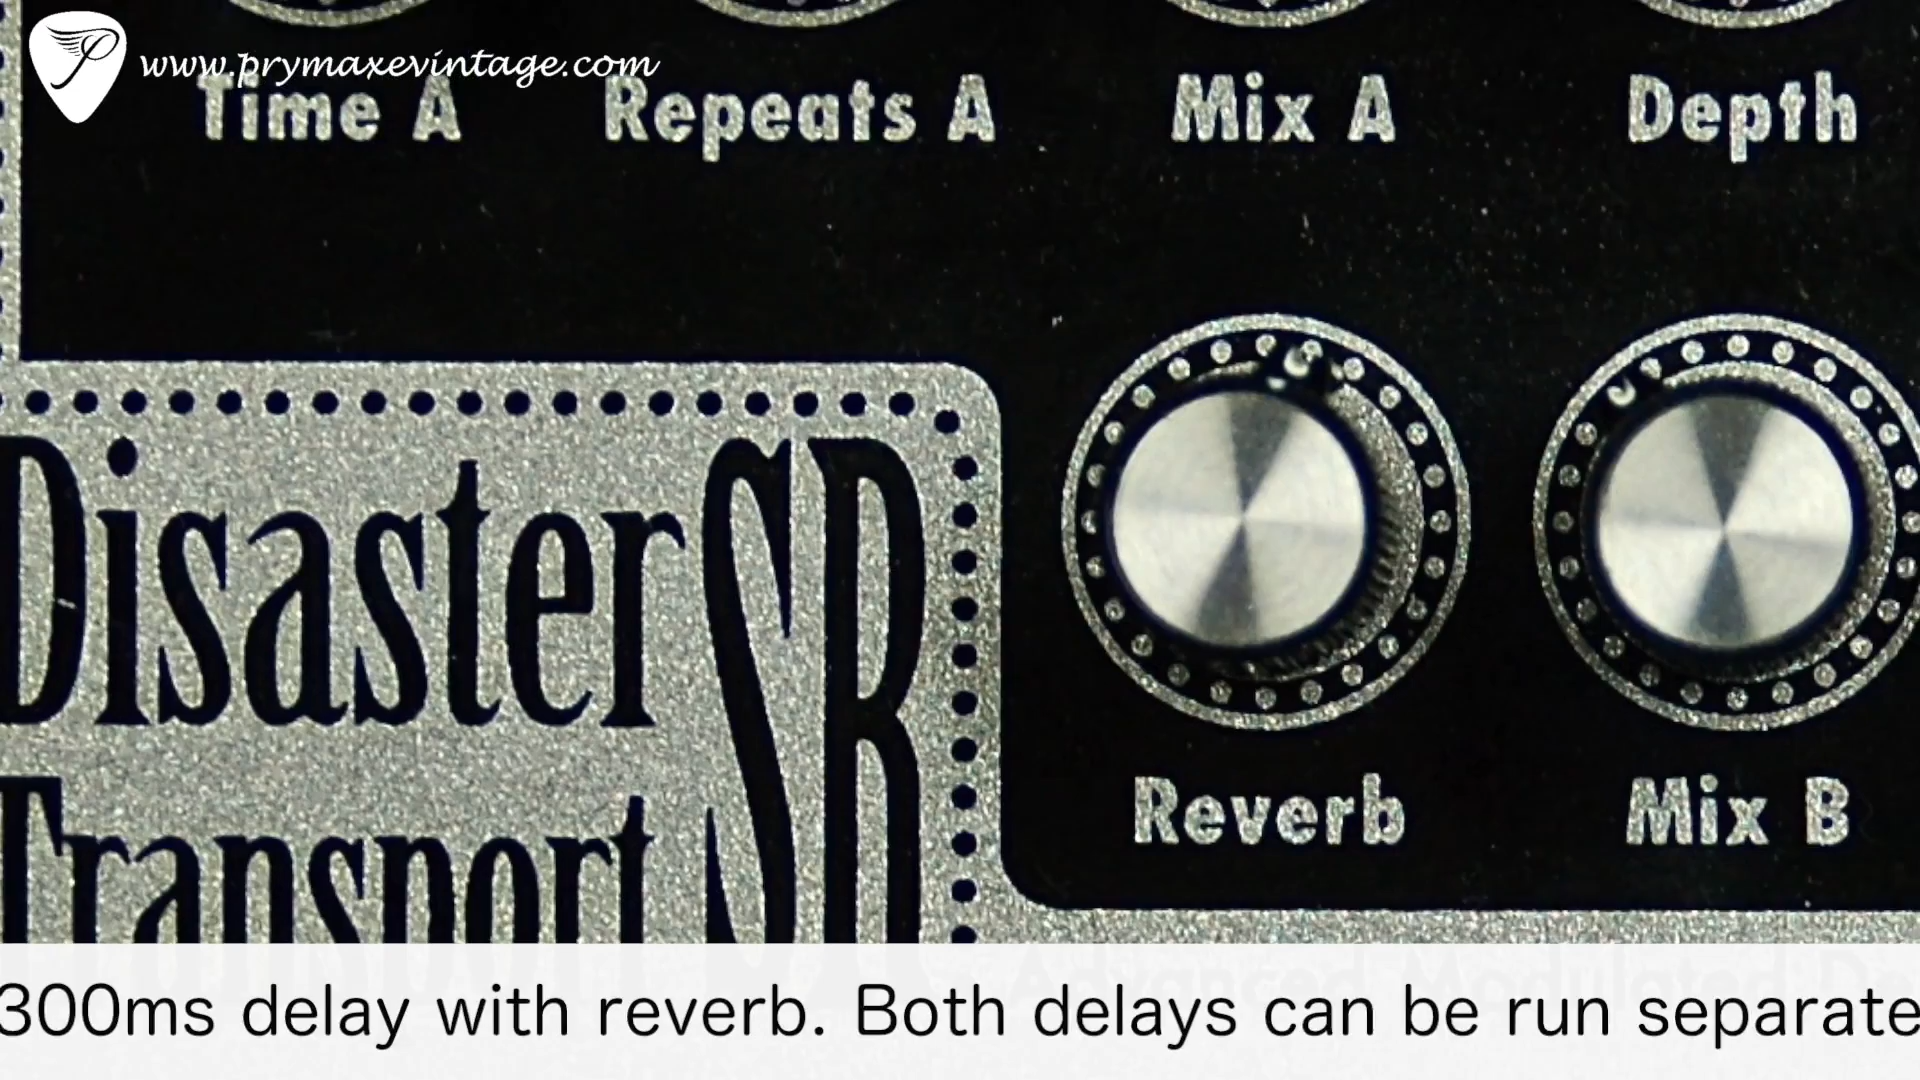 www.prymaxevintage.com
Time A Repeats A Mix A Depth
Disaster SR
Transport
Reverb Mix B
300ms delay with reverb. Both delays can be run separate